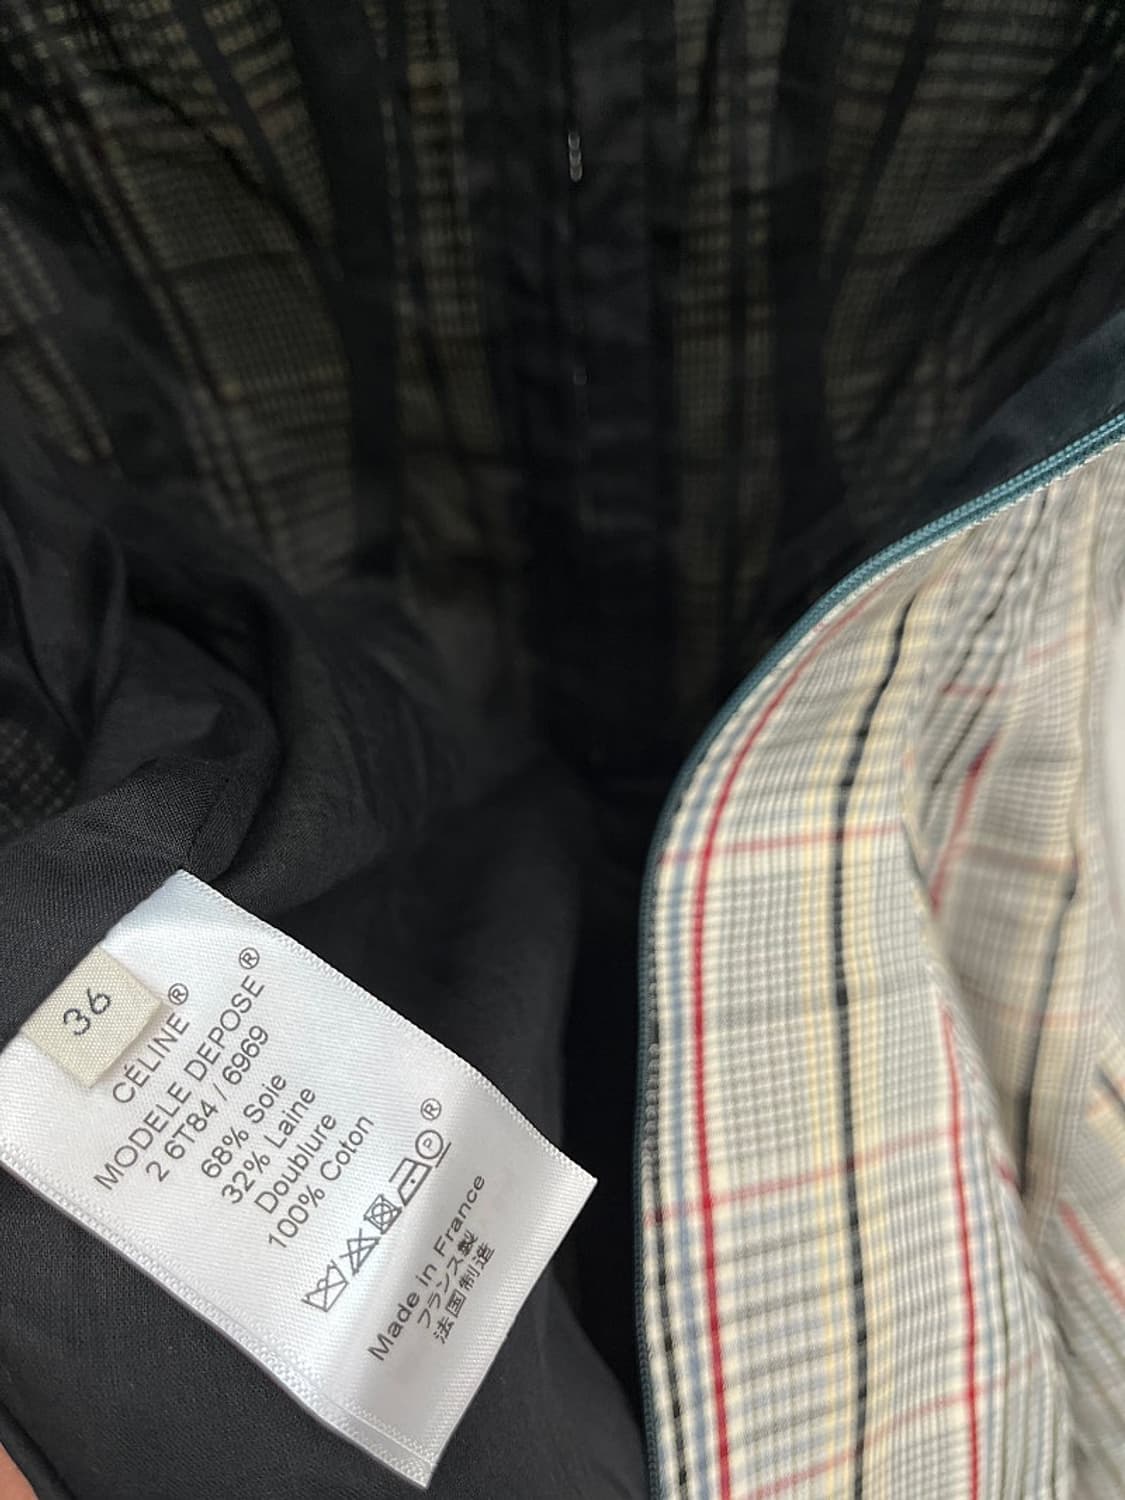 36
CÉLINE®
MODELE DEPOSE®
2 6T84 / 6969
68% Soie
32% Laine
Doublure
100% Coton
P
®
Made in France
フランス製
法国制造